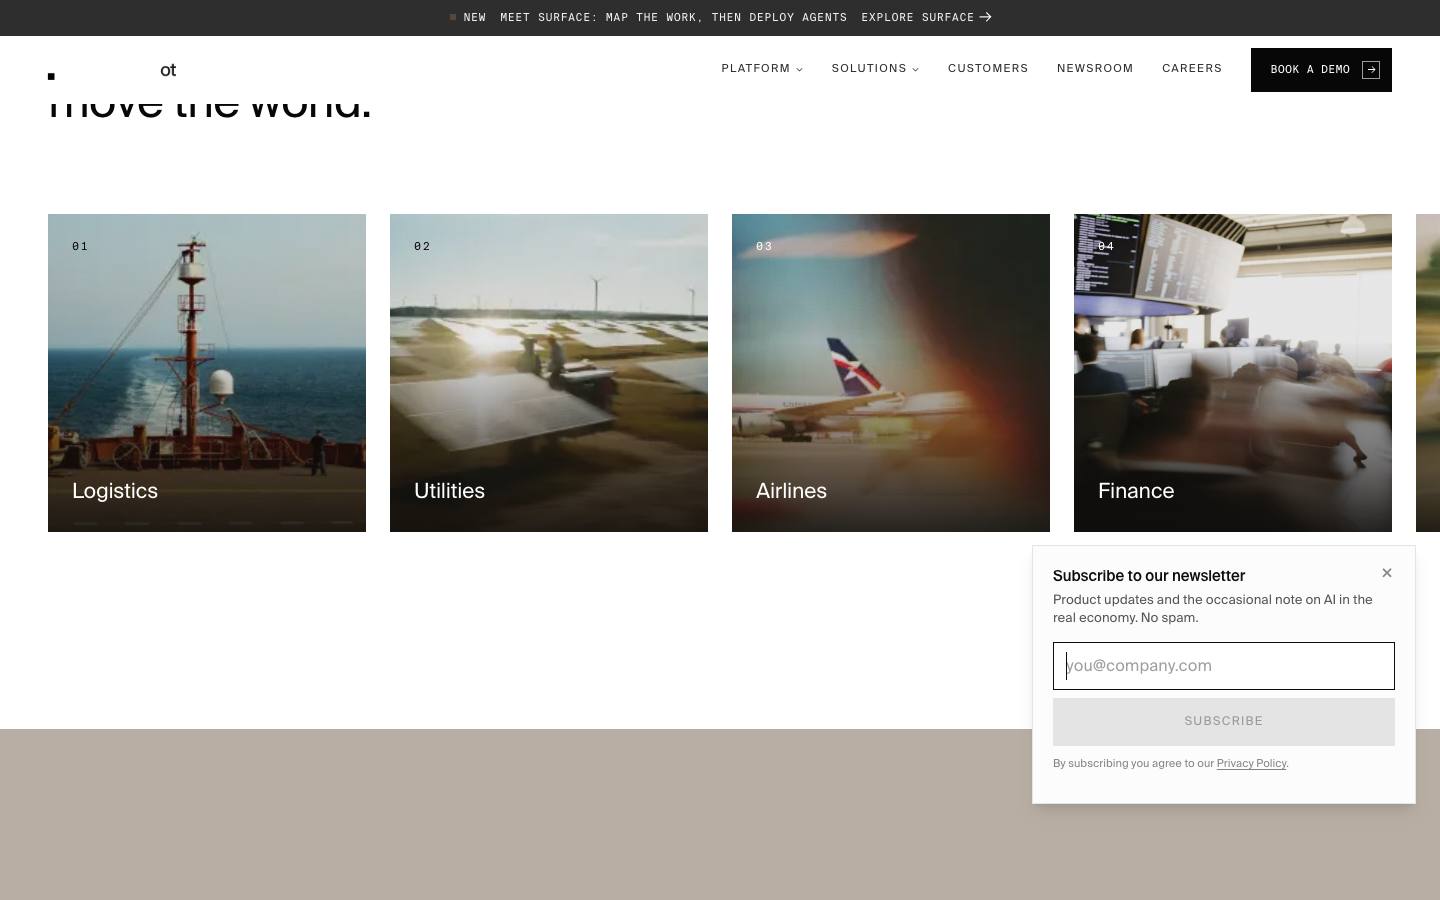 NEW MEET SURFACE: MAP THE WORK, THEN DEPLOY AGENTS EXPLORE SURFACE →
ot
PLATFORM SOLUTIONS CUSTOMERS NEWSROOM CAREERS BOOK A DEMO →
move the world.
01
02
03
04
Logistics
Utilities
Airlines
Finance
Subscribe to our newsletter ×
Product updates and the occasional note on AI in the
real economy. No spam.
you@company.com
SUBSCRIBE
By subscribing you agree to our Privacy Policy.